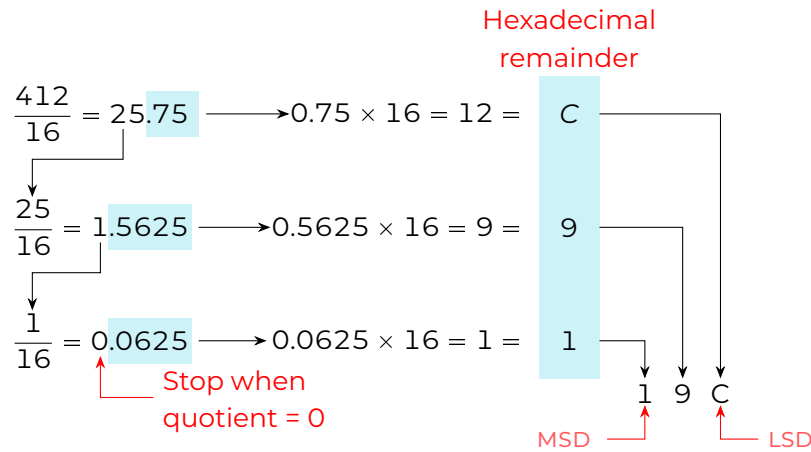 Hexadecimal
remainder
412/16 = 25.75 0.75 × 16 = 12 = C
25/16 = 1.5625 0.5625 × 16 = 9 = 9
1/16 = 0.0625 0.0625 × 16 = 1 = 1
Stop when
quotient = 0
1 9 C
MSD LSD